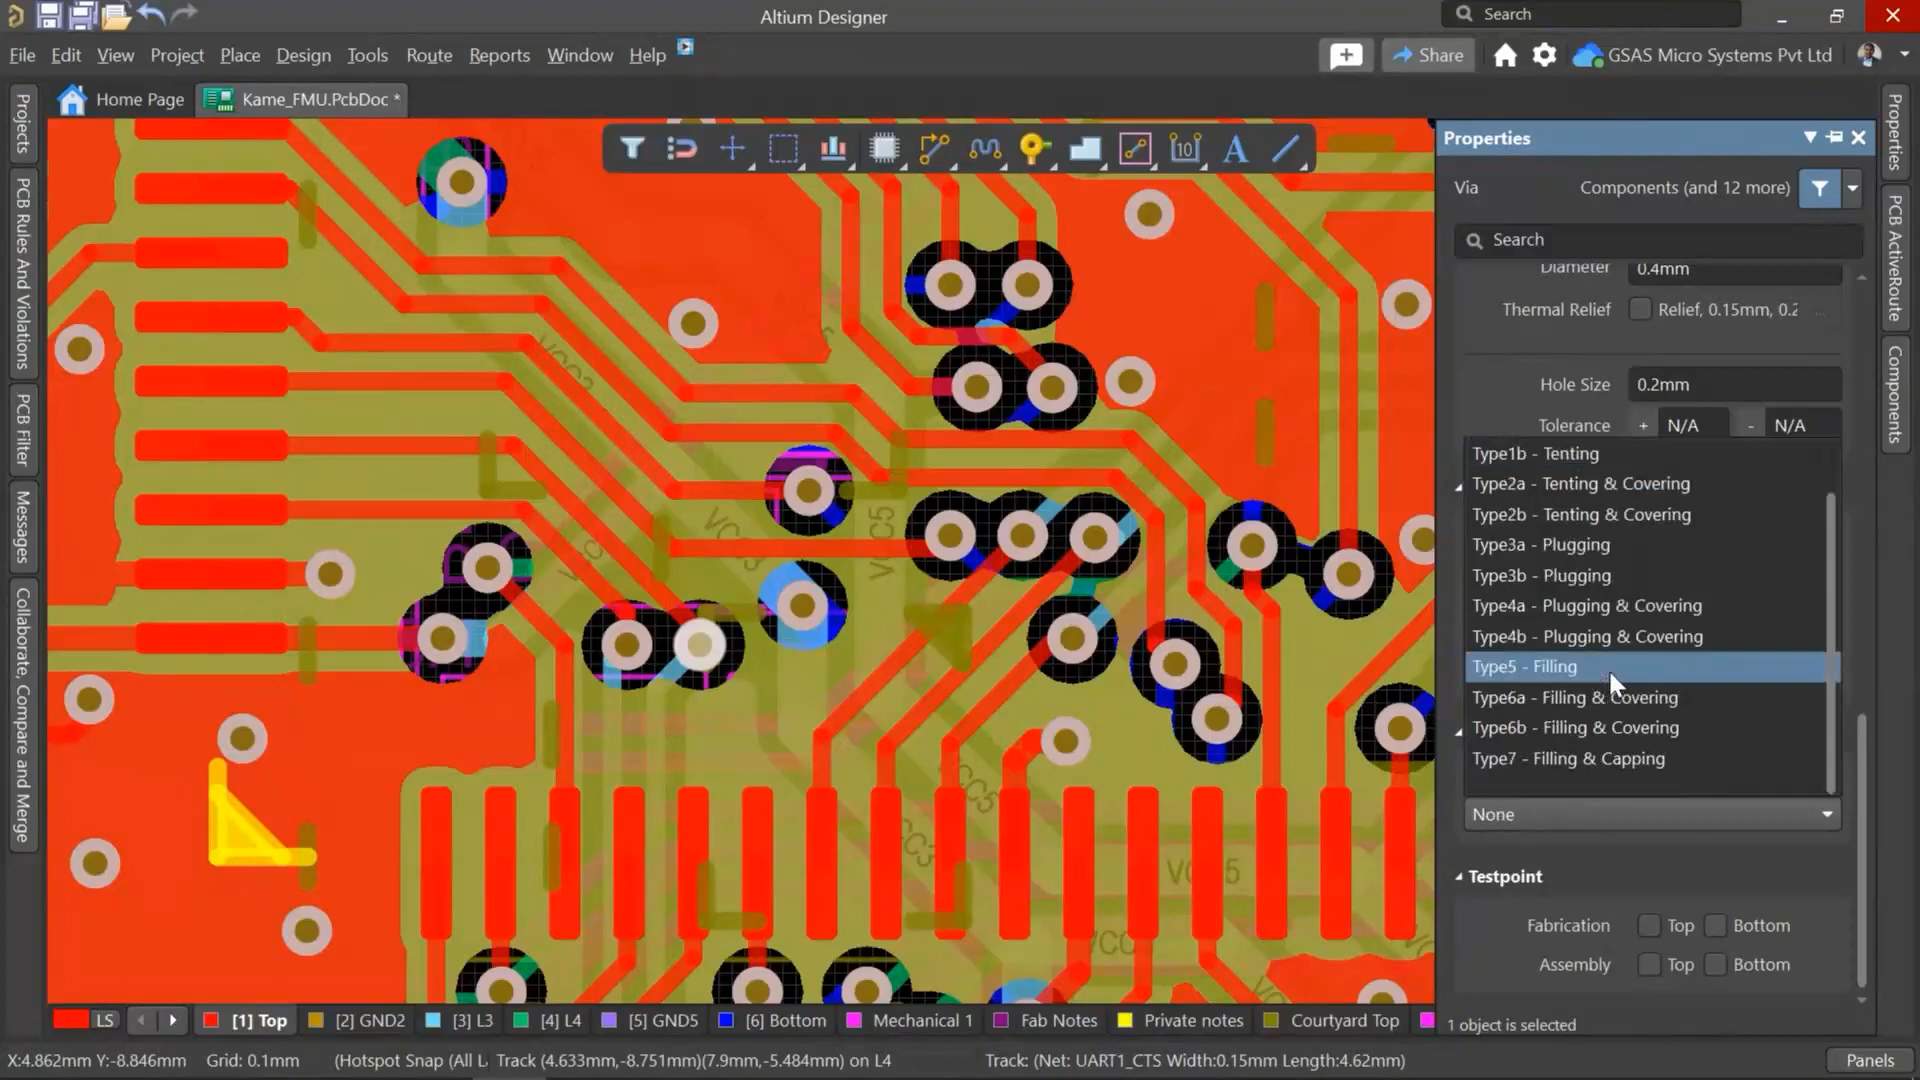 Altium Designer
Search
File Edit View Project Place Design Tools Route Reports Window Help
Share
GSAS Micro Systems Pvt Ltd
Home Page
Kame_FMU.PcbDoc *
Projects
PCB Rules And Violations
PCB Filter
Messages
Collaborate, Compare and Merge
10
A
VCC5
VCC5
VCC5
Properties
Via
Components (and 12 more)
Search
Diameter
0.4mm
Thermal Relief
Relief, 0.15mm, 0.2
Hole Size
0.2mm
Tolerance
+ N/A - N/A
Type1b - Tenting
Type2a - Tenting & Covering
Type2b - Tenting & Covering
Type3a - Plugging
Type3b - Plugging
Type4a - Plugging & Covering
Type4b - Plugging & Covering
Type5 - Filling
Type6a - Filling & Covering
Type6b - Filling & Covering
Type7 - Filling & Capping
None
Testpoint
Fabrication Top Bottom
Assembly Top Bottom
1 object is selected
Properties
PCB ActiveRoute
Components
LS [1] Top [2] GND2 [3] L3 [4] L4 [5] GND5 [6] Bottom Mechanical 1 Fab Notes Private notes Courtyard Top
X:4.862mm Y:-8.846mm Grid: 0.1mm (Hotspot Snap (All L Track (4.633mm,-8.751mm)(7.9mm,-5.484mm) on L4 Track: (Net: UART1_CTS Width:0.15mm Length:4.62mm)
Panels